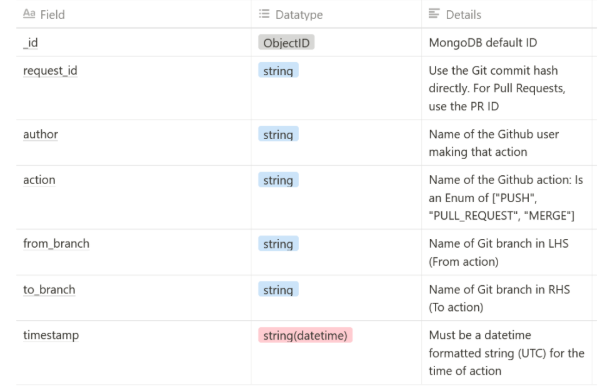 Aa Field Datatype Details
_id ObjectID MongoDB default ID
request_id string Use the Git commit hash
directly. For Pull Requests,
use the PR ID
author string Name of the Github user
making that action
action string Name of the Github action: Is
an Enum of ["PUSH",
"PULL_REQUEST", "MERGE"]
from_branch string Name of Git branch in LHS
(From action)
to_branch string Name of Git branch in RHS
(To action)
timestamp string(datetime) Must be a datetime
formatted string (UTC) for the
time of action